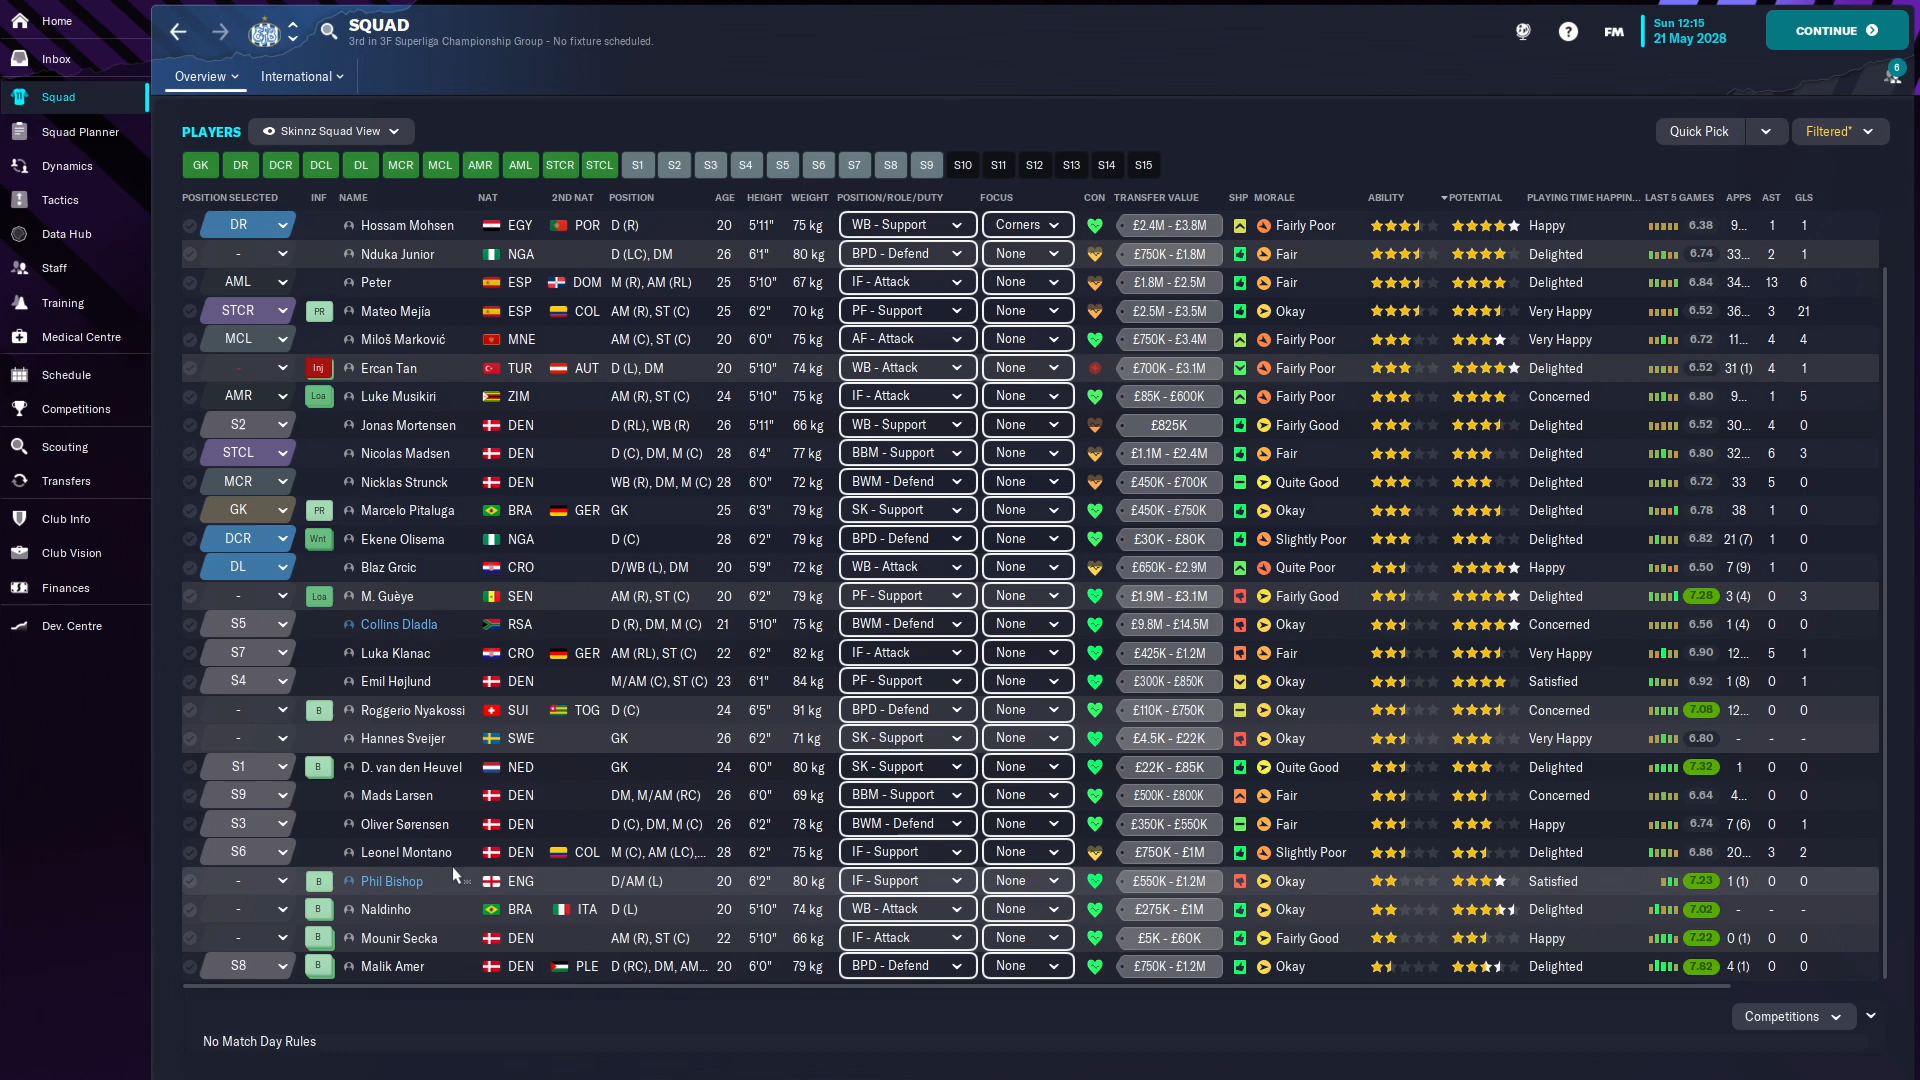 Home
Inbox
Squad
Squad Planner
Dynamics
Tactics
Data Hub
Staff
Training
Medical Centre
Schedule
Competitions
Scouting
Transfers
Club Info
Club Vision
Finances
Dev. Centre
SQUAD
3rd in 3F Superliga Championship Group - No fixture scheduled.
? FM Sun 12:15
21 May 2028
CONTINUE
6
Overview International
PLAYERS Skinnz Squad View Quick Pick Filtered*
GK DR DCR DCL DL MCR MCL AMR AML STCR STCL S1 S2 S3 S4 S5 S6 S7 S8 S9 S10 S11 S12 S13 S14 S15
POSITION SELECTED INF NAME NAT 2ND NAT POSITION AGE HEIGHT WEIGHT POSITION/ROLE/DUTY FOCUS CON TRANSFER VALUE SHP MORALE ABILITY POTENTIAL PLAYING TIME HAPPIN... LAST 5 GAMES APPS AST GLS
DR Hossam Mohsen EGY POR D (R) 20 5'11" 75 kg WB - Support Corners £2.4M - £3.8M Fairly Poor Happy 6.38 9... 1 1
- Nduka Junior NGA D (LC), DM 26 6'1" 80 kg BPD - Defend None £750K - £1.8M Fair Delighted 6.74 33... 2 1
AML Peter ESP DOM M (R), AM (RL) 25 5'10" 67 kg IF - Attack None £1.8M - £2.5M Fair Delighted 6.84 34... 13 6
STCR PR Mateo Mejía ESP COL AM (R), ST (C) 25 6'2" 70 kg PF - Support None £2.5M - £3.5M Okay Very Happy 6.52 36... 3 21
MCL Miloš Marković MNE AM (C), ST (C) 20 6'0" 75 kg AF - Attack None £750K - £3.4M Fairly Poor Very Happy 6.72 11... 4 4
- Inj Ercan Tan TUR AUT D (L), DM 20 5'10" 74 kg WB - Attack None £700K - £3.1M Fairly Poor Delighted 6.52 31 (1) 4 1
AMR Loa Luke Musikiri ZIM AM (R), ST (C) 24 5'10" 75 kg IF - Attack None £85K - £600K Fairly Poor Concerned 6.80 9... 1 5
S2 Jonas Mortensen DEN D (RL), WB (R) 26 5'11" 66 kg WB - Support None £825K Fairly Good Delighted 6.52 30... 4 0
STCL Nicolas Madsen DEN D (C), DM, M (C) 28 6'4" 77 kg BBM - Support None £1.1M - £2.4M Fair Delighted 6.80 32... 6 3
MCR Nicklas Strunck DEN WB (R), DM, M (C) 28 6'0" 72 kg BWM - Defend None £450K - £700K Quite Good Delighted 6.72 33 5 0
GK PR Marcelo Pitaluga BRA GER GK 25 6'3" 79 kg SK - Support None £450K - £750K Okay Delighted 6.78 38 1 0
DCR Wnt Ekene Olisema NGA D (C) 28 6'2" 79 kg BPD - Defend None £30K - £80K Slightly Poor Delighted 6.82 21 (7) 1 0
DL Blaz Grcic CRO D/WB (L), DM 20 5'9" 72 kg WB - Attack None £650K - £2.9M Quite Poor Happy 6.50 7 (9) 1 0
- Loa M. Guèye SEN AM (R), ST (C) 20 6'2" 79 kg PF - Support None £1.9M - £3.1M Fairly Good Delighted 7.28 3 (4) 0 3
S5 Collins Dladla RSA D (R), DM, M (C) 21 5'10" 75 kg BWM - Defend None £9.8M - £14.5M Okay Concerned 6.56 1 (4) 0 0
S7 Luka Klanac CRO GER AM (RL), ST (C) 22 6'2" 82 kg IF - Attack None £425K - £1.2M Fair Very Happy 6.90 12... 5 1
S4 Emil Højlund DEN M/AM (C), ST (C) 23 6'1" 84 kg PF - Support None £300K - £850K Okay Satisfied 6.92 1 (8) 0 1
- B Roggerio Nyakossi SUI TOG D (C) 24 6'5" 91 kg BPD - Defend None £110K - £750K Okay Concerned 7.08 12... 0 0
- Hannes Sveijer SWE GK 26 6'2" 71 kg SK - Support None £4.5K - £22K Okay Very Happy 6.80 - - -
S1 B D. van den Heuvel NED GK 24 6'0" 80 kg SK - Support None £22K - £85K Quite Good Delighted 7.32 1 0 0
S9 Mads Larsen DEN DM, M/AM (RC) 26 6'0" 69 kg BBM - Support None £500K - £800K Fair Concerned 6.64 4... 0 0
S3 Oliver Sørensen DEN D (C), DM, M (C) 26 6'2" 78 kg BWM - Defend None £350K - £550K Fair Happy 6.74 7 (6) 0 1
S6 Leonel Montano DEN COL M (C), AM (LC),... 28 6'2" 75 kg IF - Support None £750K - £1M Slightly Poor Delighted 6.86 20... 3 2
- B Phil Bishop ENG D/AM (L) 20 6'2" 80 kg IF - Support None £550K - £1.2M Okay Satisfied 7.23 1 (1) 0 0
- B Naldinho BRA ITA D (L) 20 5'10" 74 kg WB - Attack None £275K - £1M Okay Delighted 7.02 - - -
- B Mounir Secka DEN AM (R), ST (C) 22 5'10" 66 kg IF - Attack None £5K - £60K Fairly Good Happy 7.22 0 (1) 0 0
S8 B Malik Amer DEN PLE D (RC), DM, AM... 20 6'0" 79 kg BPD - Defend None £750K - £1.2M Okay Delighted 7.82 4 (1) 0 0
Competitions
No Match Day Rules